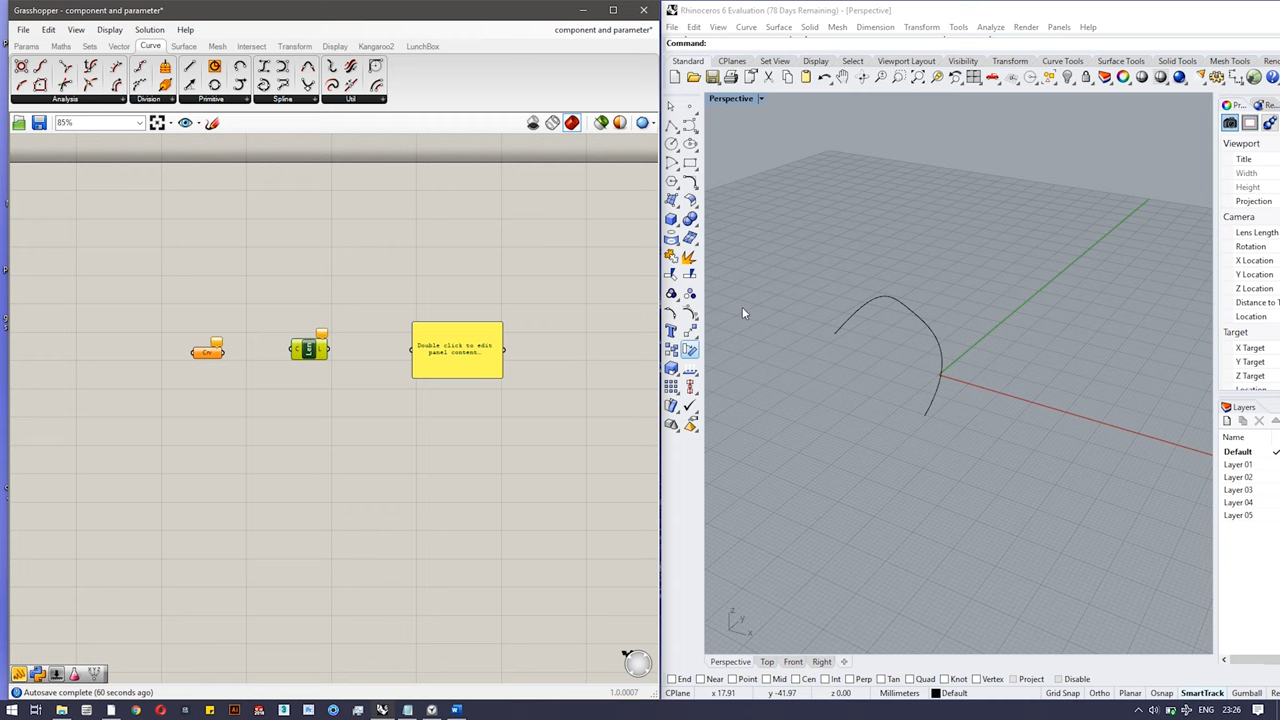 Grasshopper - component and parameter*
File Edit View Display Solution Help
component and parameter*
Params Maths Sets Vector Curve Surface Mesh Intersect Transform Display Kangaroo2 LunchBox
Analysis Division Primitive Spline Util
85%
Crv
C Len L
Double click to edit
panel content…
Autosave complete (60 seconds ago)
1.0.0007
Rhinoceros 6 Evaluation (78 Days Remaining) - [Perspective]
File Edit View Curve Surface Solid Mesh Dimension Transform Tools Analyze Render Panels Help
Command:
Standard CPlanes Set View Display Select Viewport Layout Visibility Transform Curve Tools Surface Tools Solid Tools Mesh Tools
Perspective
z
y
x
Perspective Top Front Right
End Near Point Mid Cen Int Perp Tan Quad Knot Vertex Project Disable
CPlane x 17.91 y -41.97 z 0.00 Millimeters Default Grid Snap Ortho Planar Osnap SmartTrack Gumball
Pr... Re...
Viewport
Title
Width
Height
Projection
Camera
Lens Length
Rotation
X Location
Y Location
Z Location
Distance to T
Location
Target
X Target
Y Target
Z Target
Location
Layers
Name
Default
Layer 01
Layer 02
Layer 03
Layer 04
Layer 05
ENG 23:26